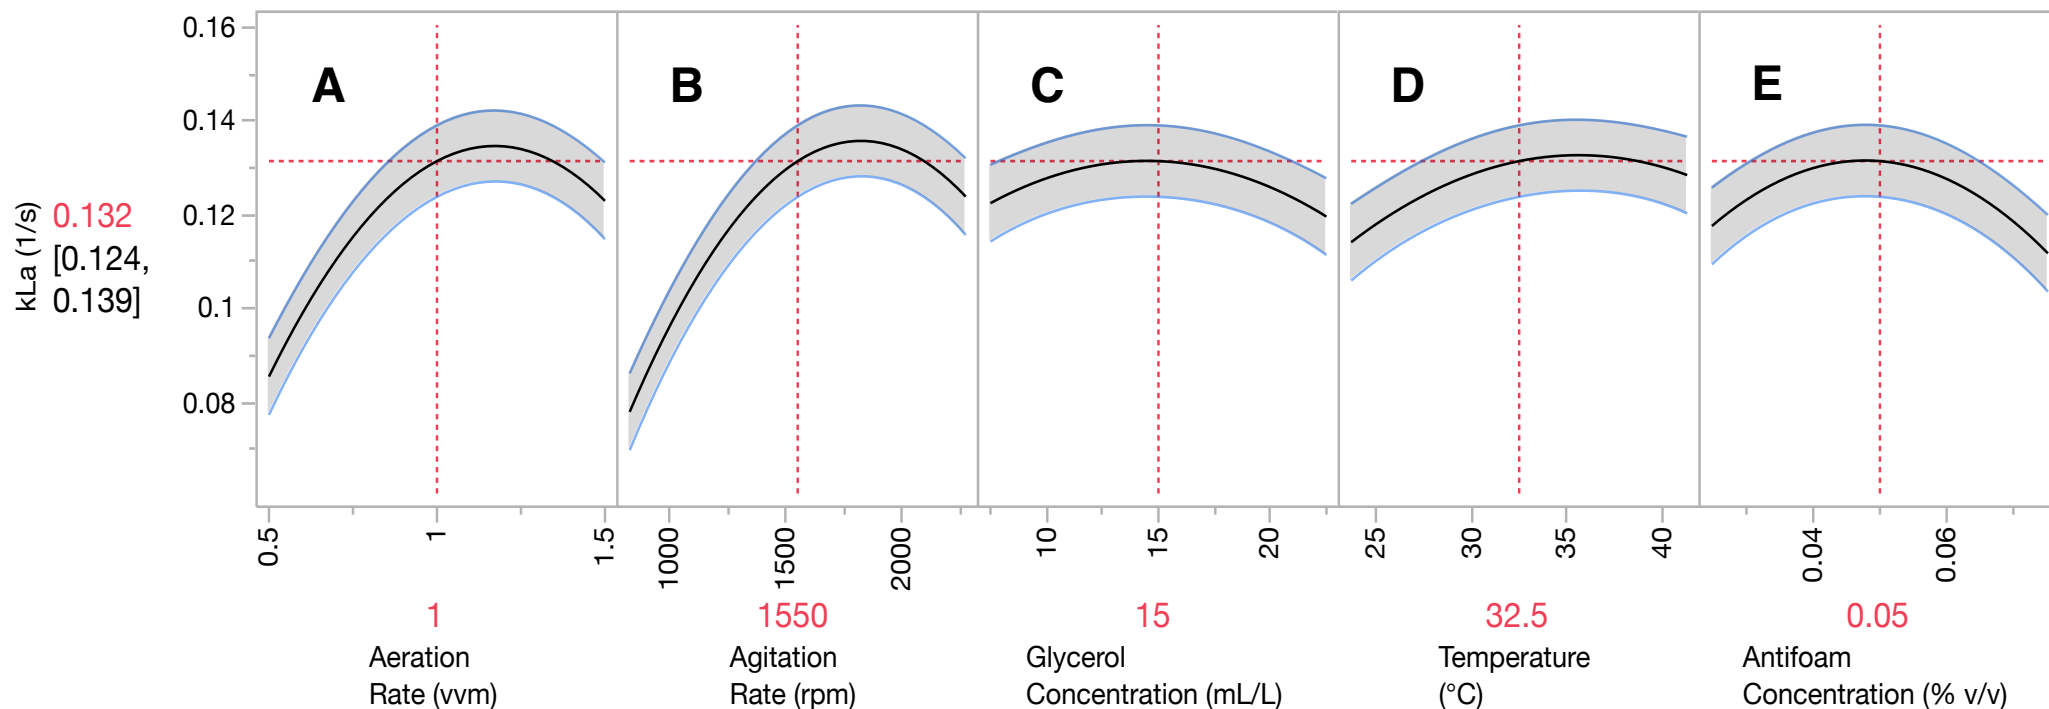 A B C D E
0.16
0.14
0.12
0.1
0.08
kLa (1/s)
0.132
[0.124,
0.139]
0.5 1 1.5 1000 1500 2000 10 15 20 25 30 35 40 0.04 0.06
1 1550 15 32.5 0.05
Aeration
Rate (vvm)
Agitation
Rate (rpm)
Glycerol
Concentration (mL/L)
Temperature
(°C)
Antifoam
Concentration (% v/v)